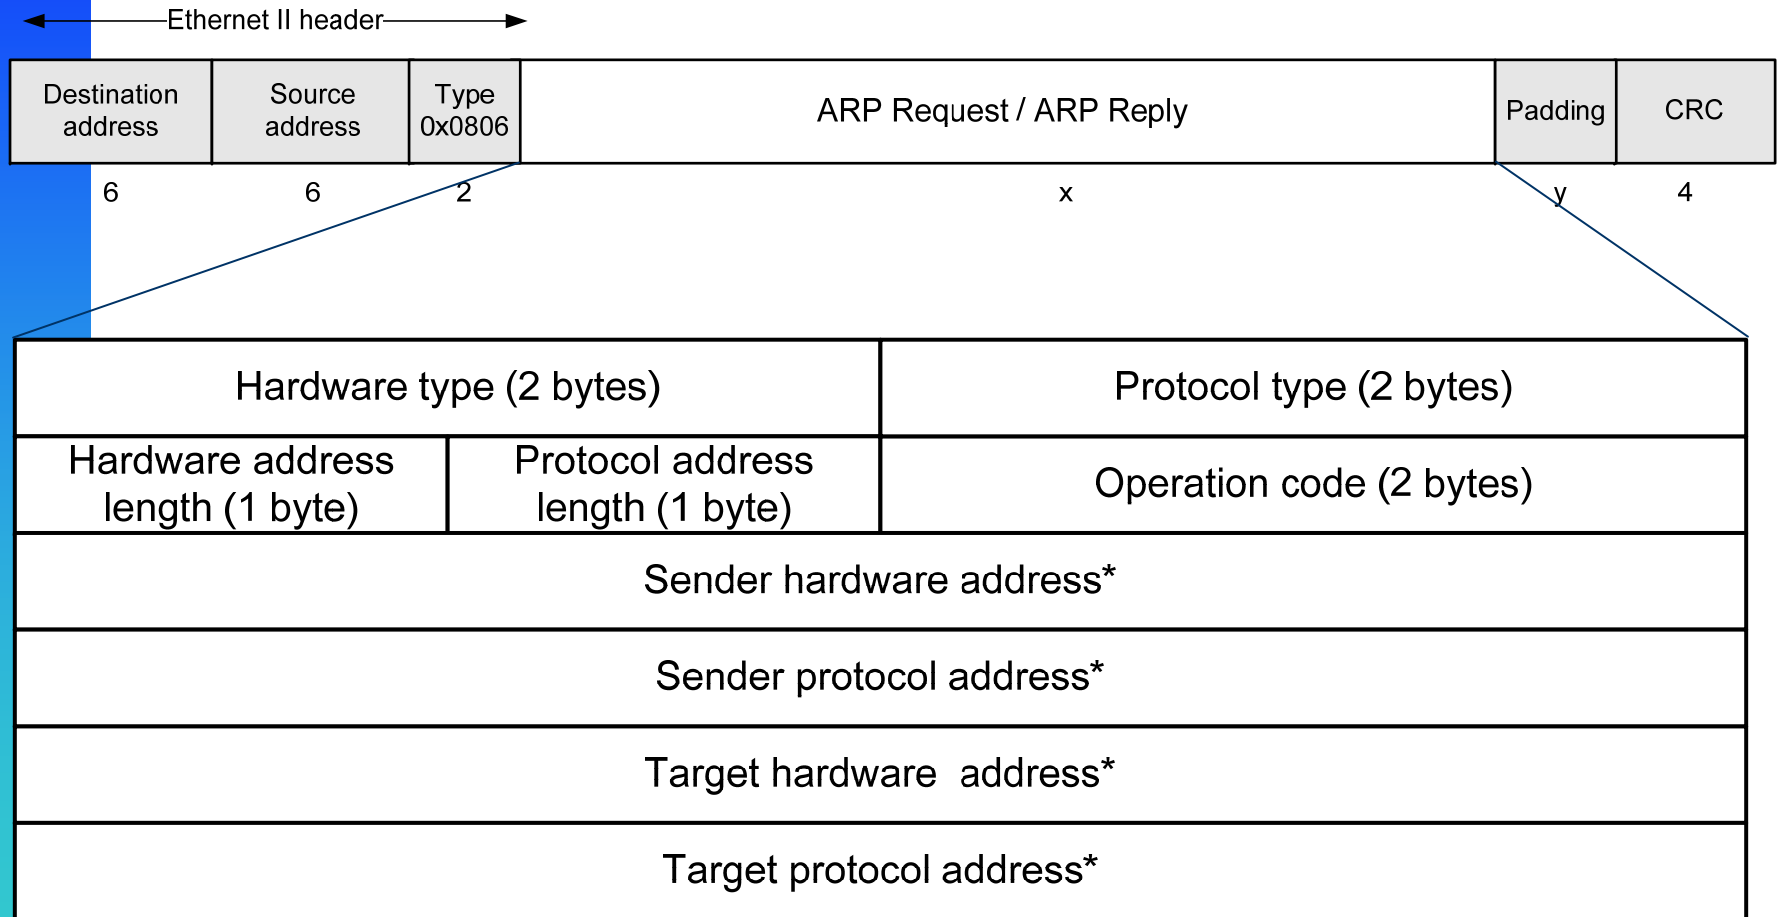 Ethernet II header
Destination address
Source address
Type 0x0806
ARP Request / ARP Reply
Padding
CRC
6
6
2
x
y
4
Hardware type (2 bytes)
Protocol type (2 bytes)
Hardware address
length (1 byte)
Protocol address
length (1 byte)
Operation code (2 bytes)
Sender hardware address*
Sender protocol address*
Target hardware address*
Target protocol address*